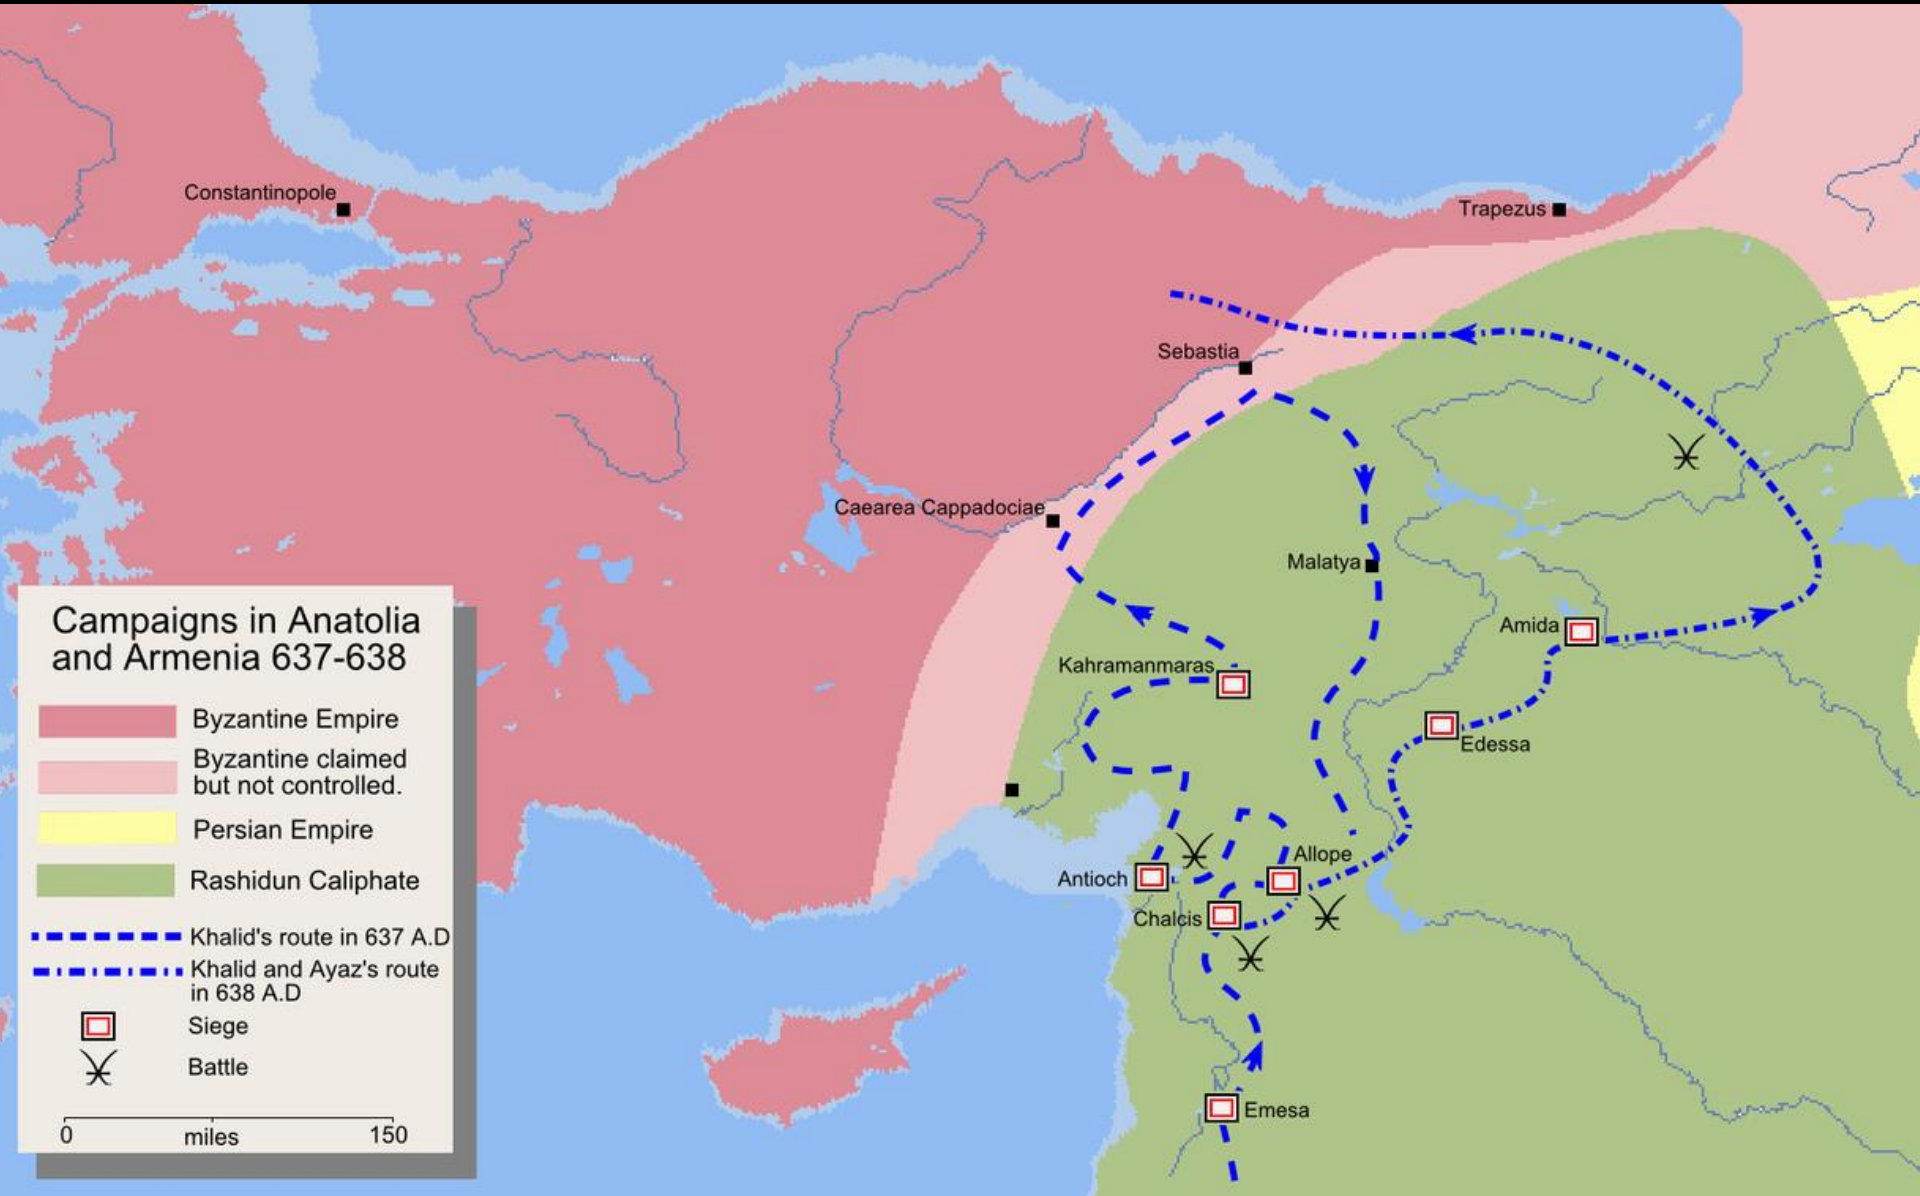 Constantinopole
Trapezus
Sebastia
Caearea Cappadociae
Malatya
Amida
Kahramanmaras
Edessa
Allope
Antioch
Chalcis
Emesa
Campaigns in Anatolia
and Armenia 637-638
Byzantine Empire
Byzantine claimed
but not controlled.
Persian Empire
Rashidun Caliphate
Khalid's route in 637 A.D
Khalid and Ayaz's route
in 638 A.D
Siege
Battle
0 miles 150